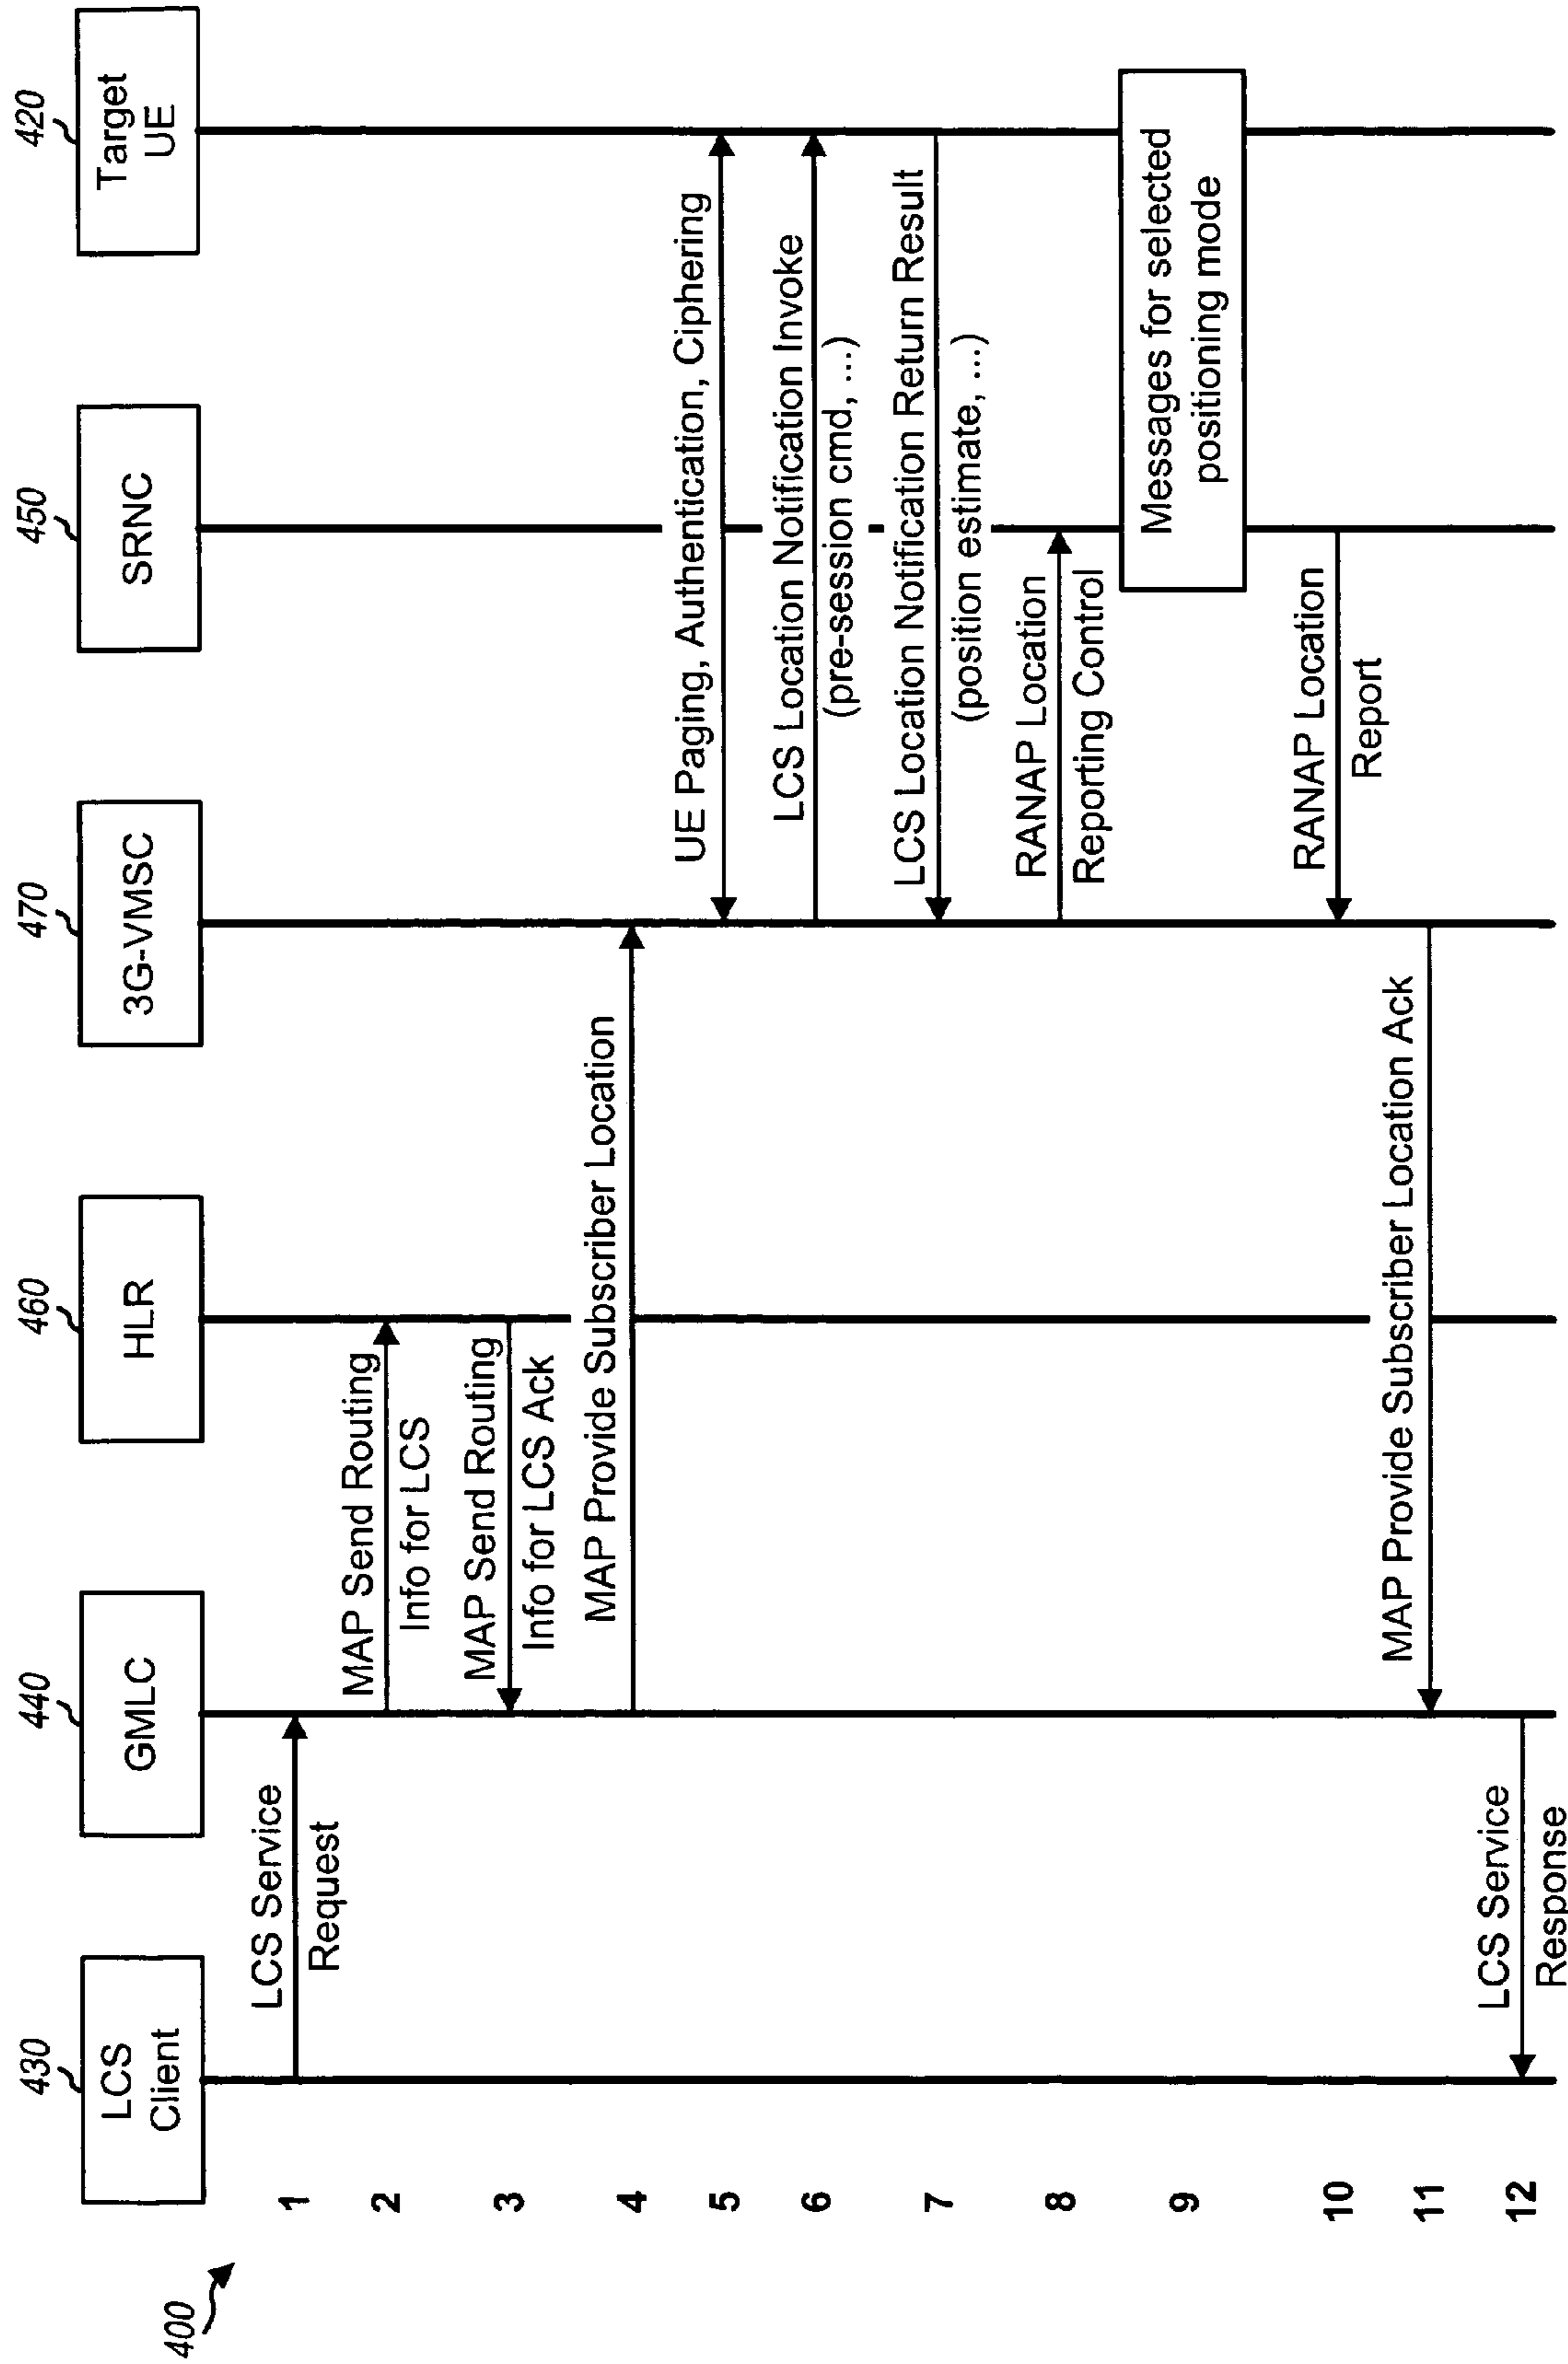 400
430
LCS
Client
440
GMLC
460
HLR
470
3G-VMSC
450
SRNC
420
Target
UE
1
LCS Service
Request
2
MAP Send Routing
Info for LCS
3
MAP Send Routing
Info for LCS Ack
4
MAP Provide Subscriber Location
5
UE Paging, Authentication, Ciphering
6
LCS Location Notification Invoke
(pre-session cmd, ...)
7
LCS Location Notification Return Result
(position estimate, ...)
8
RANAP Location
Reporting Control
9
Messages for selected
positioning mode
10
RANAP Location
Report
11
MAP Provide Subscriber Location Ack
12
LCS Service
Response